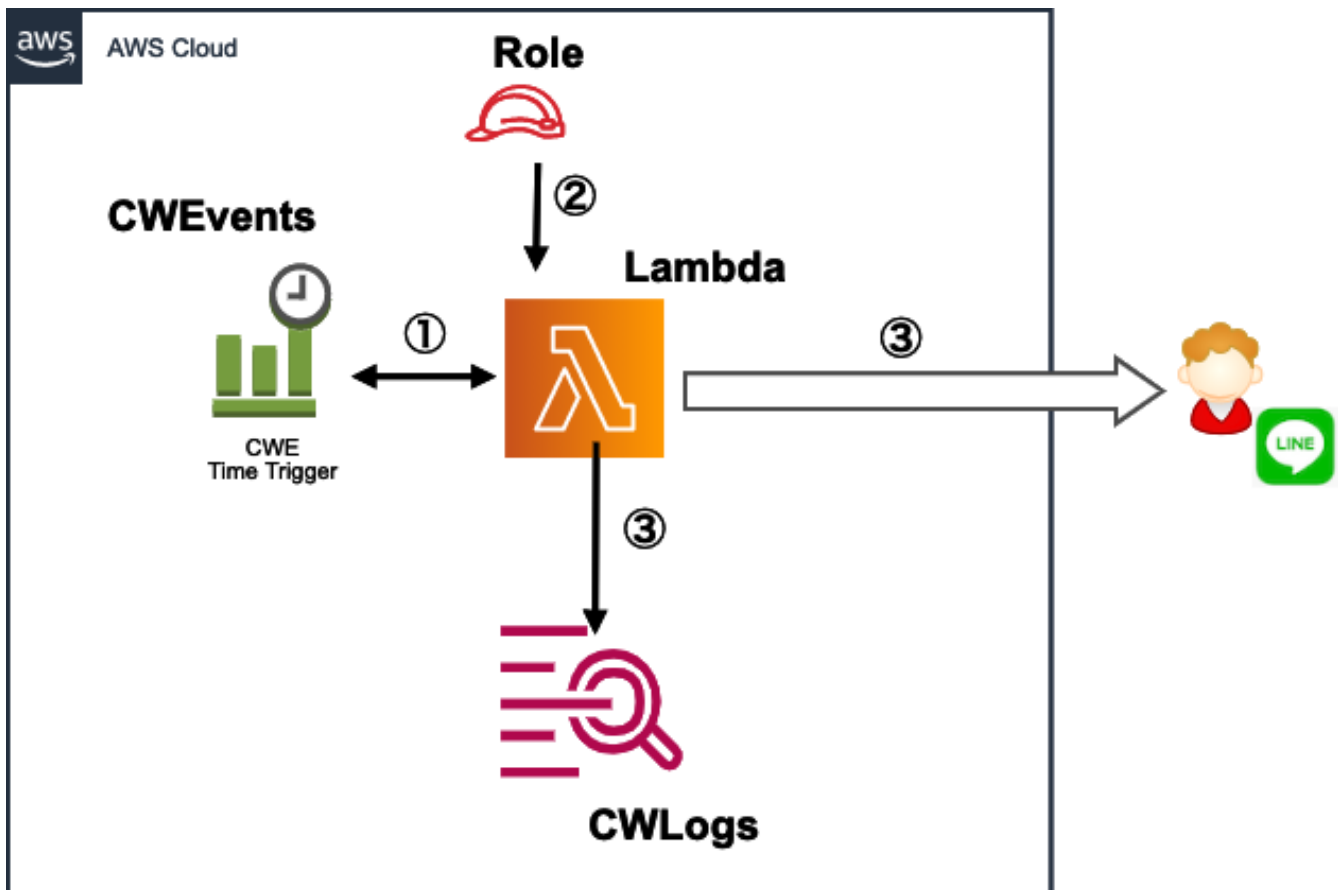 aws
AWS Cloud
Role
②
CWEvents
Lambda
①
③
CWE
Time Trigger
LINE
③
CWLogs